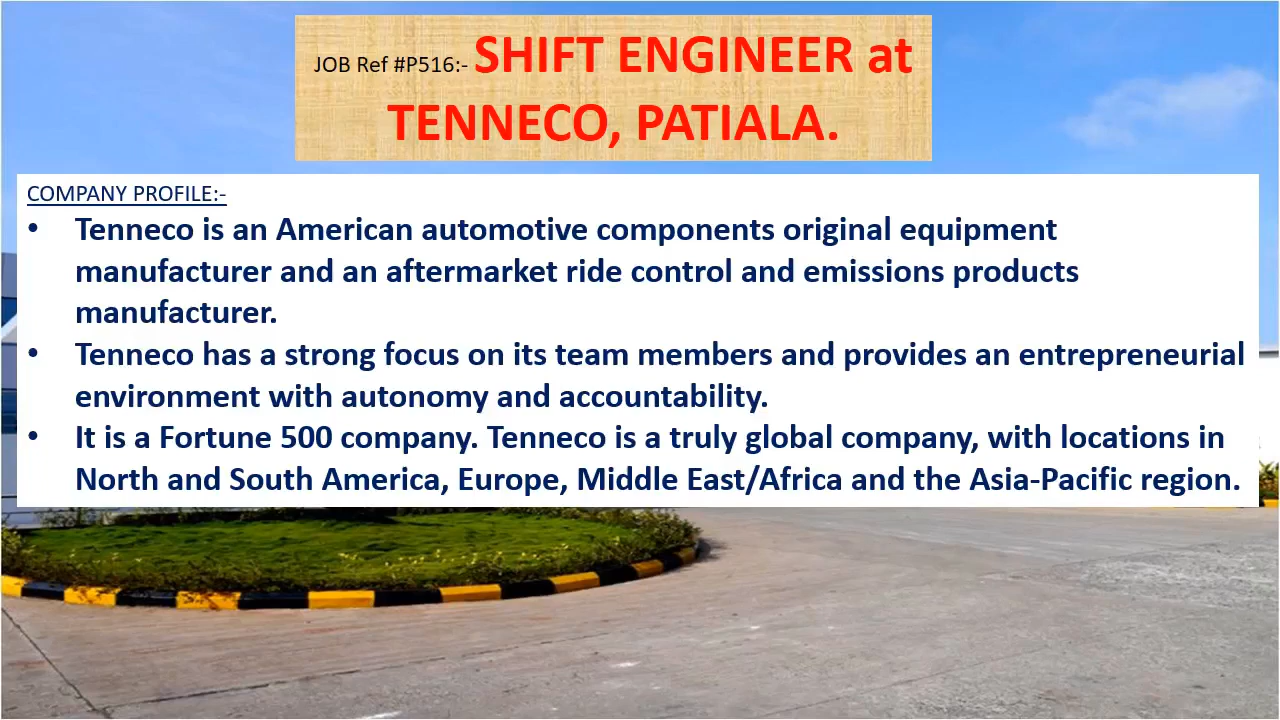 JOB Ref #P516:- SHIFT ENGINEER at
TENNECO, PATIALA.
COMPANY PROFILE:-
• Tenneco is an American automotive components original equipment
manufacturer and an aftermarket ride control and emissions products
manufacturer.
• Tenneco has a strong focus on its team members and provides an entrepreneurial
environment with autonomy and accountability.
• It is a Fortune 500 company. Tenneco is a truly global company, with locations in
North and South America, Europe, Middle East/Africa and the Asia-Pacific region.